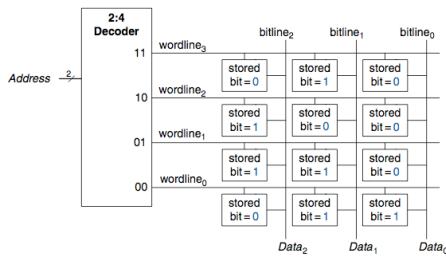 2:4
Decoder
bitline2 bitline1 bitline0
wordline3
11
Address 2
stored bit = 0 stored bit = 1 stored bit = 0
wordline2
10
stored bit = 1 stored bit = 0 stored bit = 0
wordline1
01
stored bit = 1 stored bit = 1 stored bit = 0
wordline0
00
stored bit = 0 stored bit = 1 stored bit = 1
Data2 Data1 Data0